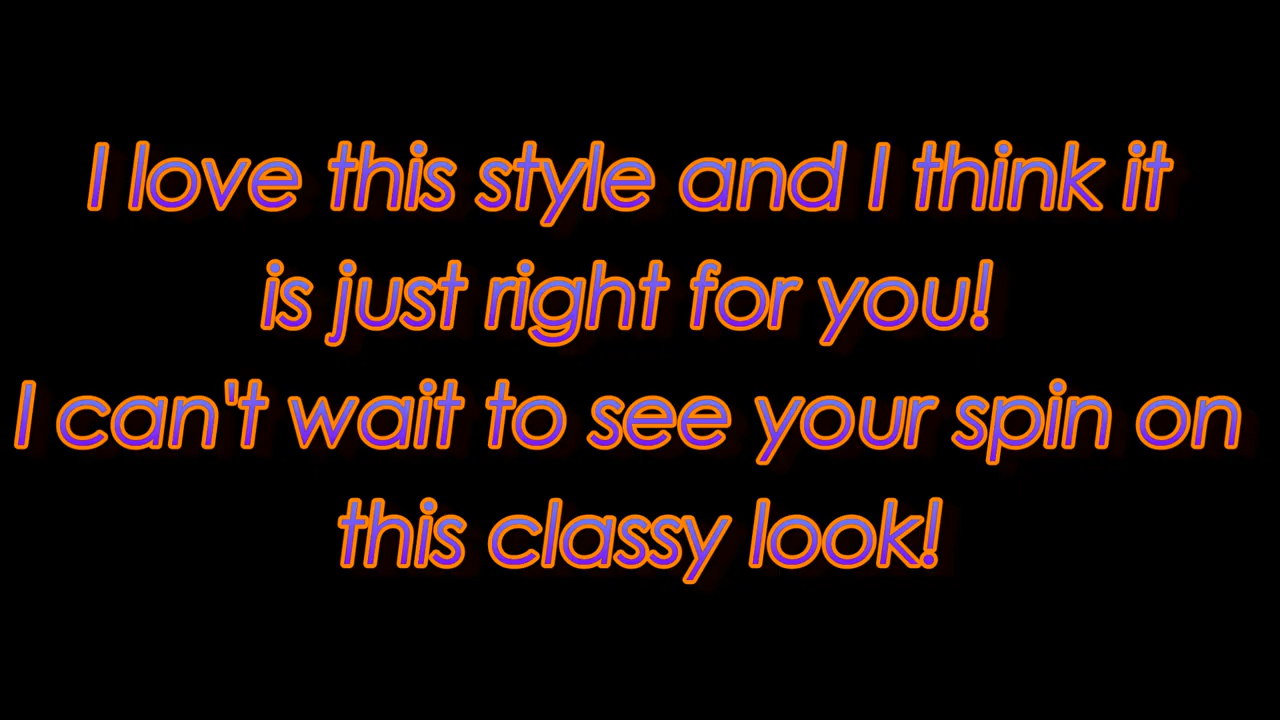 I love this style and I think it
is just right for you!
I can't wait to see your spin on
this classy look!